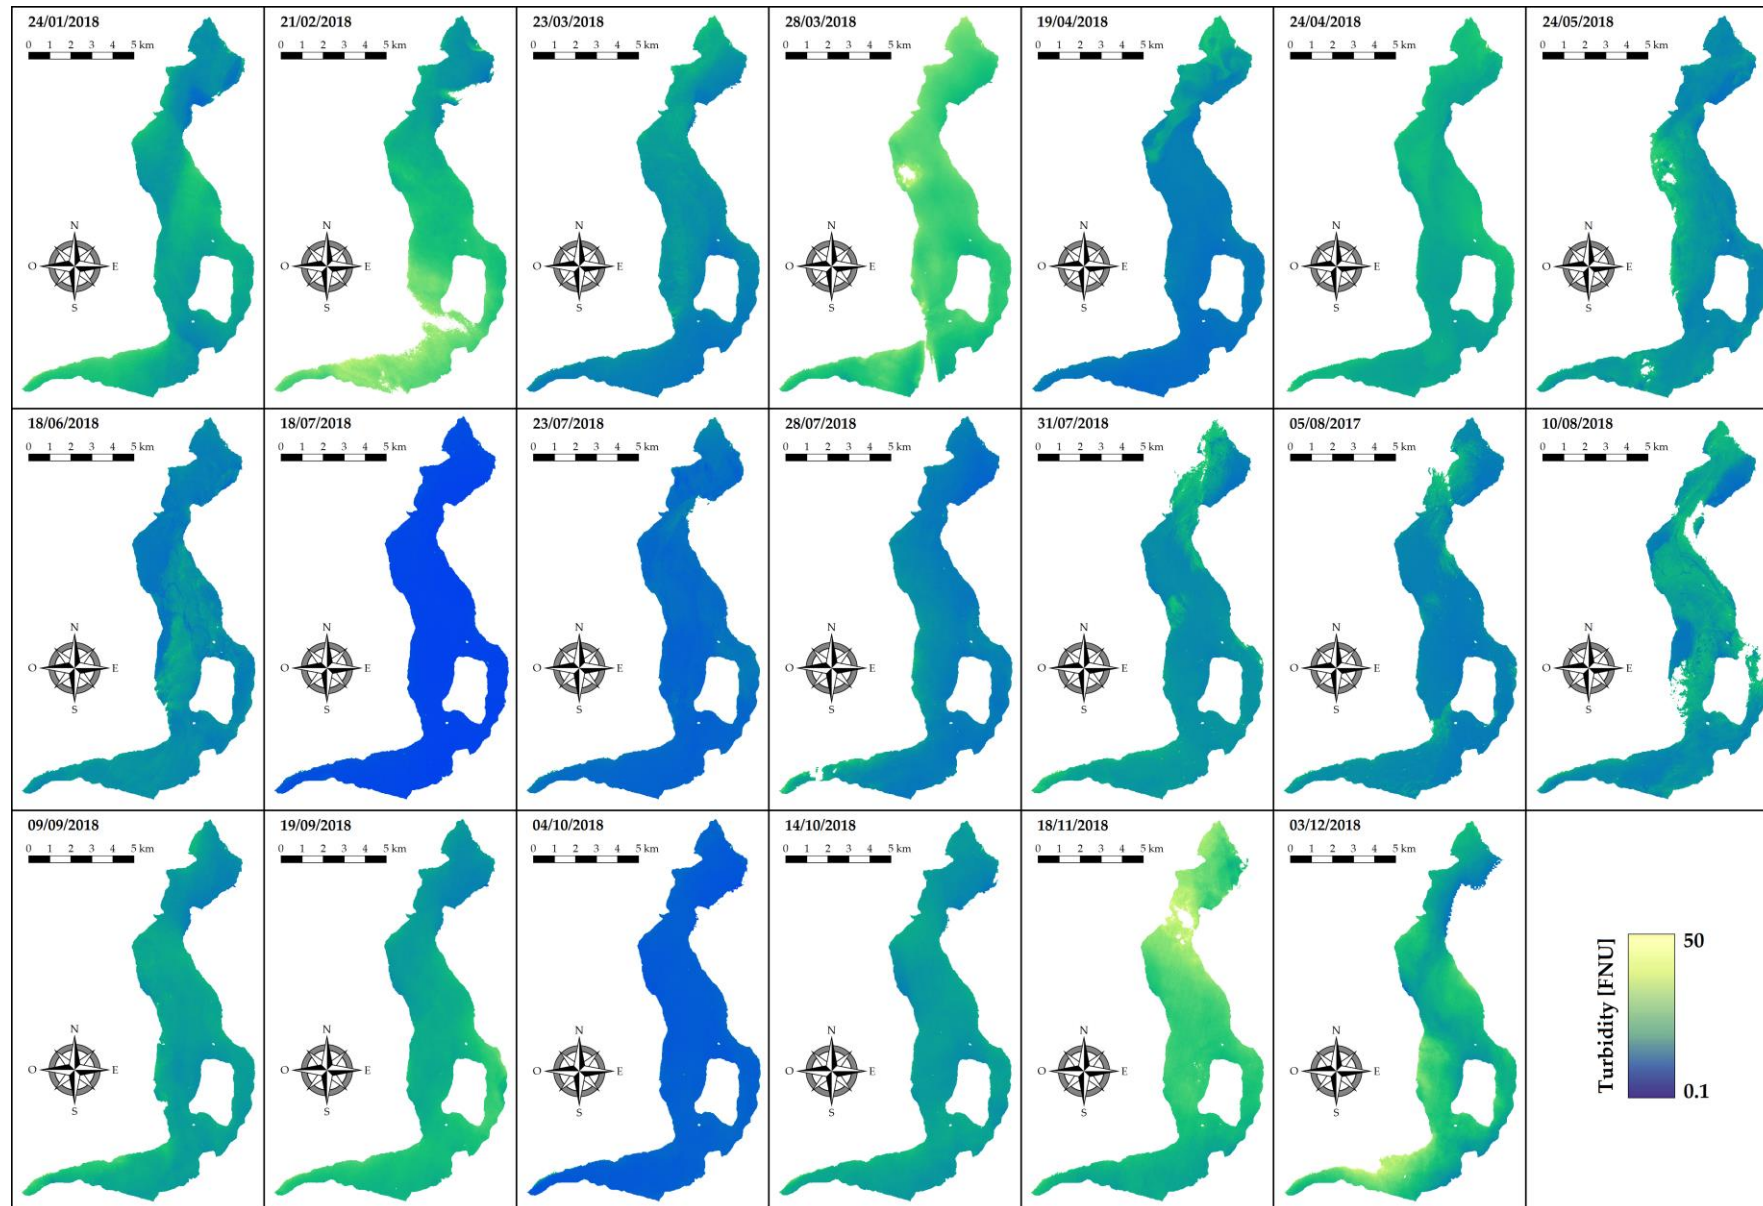 24/01/2018
0 1 2 3 4 5 km
N
O E
S
21/02/2018
0 1 2 3 4 5 km
N
O E
S
23/03/2018
0 1 2 3 4 5 km
N
O E
S
28/03/2018
0 1 2 3 4 5 km
N
O E
S
19/04/2018
0 1 2 3 4 5 km
N
O E
S
24/04/2018
0 1 2 3 4 5 km
N
O E
S
24/05/2018
0 1 2 3 4 5 km
N
O E
S
18/06/2018
0 1 2 3 4 5 km
N
O E
S
18/07/2018
0 1 2 3 4 5 km
N
O E
S
23/07/2018
0 1 2 3 4 5 km
N
O E
S
28/07/2018
0 1 2 3 4 5 km
N
O E
S
31/07/2018
0 1 2 3 4 5 km
N
O E
S
05/08/2017
0 1 2 3 4 5 km
N
O E
S
10/08/2018
0 1 2 3 4 5 km
N
O E
S
09/09/2018
0 1 2 3 4 5 km
N
O E
S
19/09/2018
0 1 2 3 4 5 km
N
O E
S
04/10/2018
0 1 2 3 4 5 km
N
O E
S
14/10/2018
0 1 2 3 4 5 km
N
O E
S
18/11/2018
0 1 2 3 4 5 km
N
O E
S
03/12/2018
0 1 2 3 4 5 km
N
O E
S
Turbidity [FNU]
50
0.1